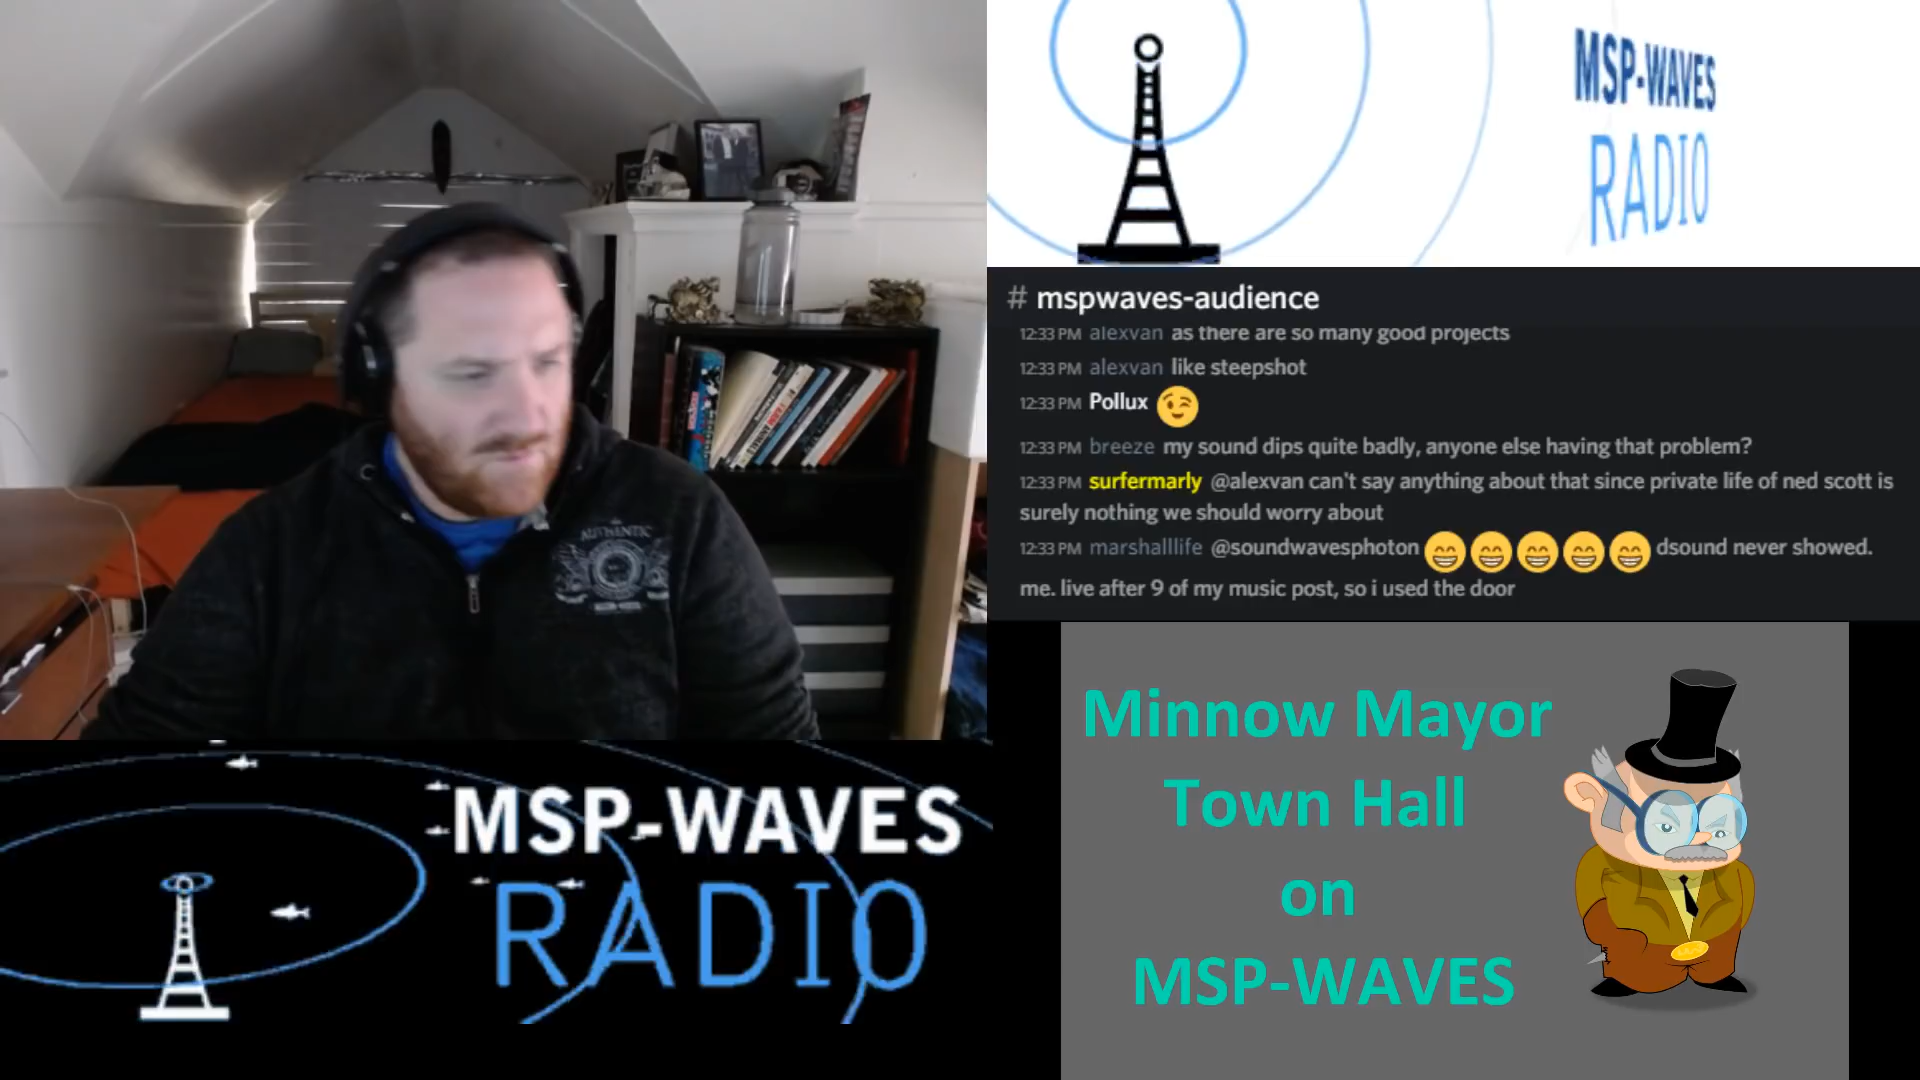 MSP-WAVES
RADIO
# mspwaves-audience
12:33 PM alexvan as there are so many good projects
12:33 PM alexvan like steepshot
12:33 PM Pollux
12:33 PM breeze my sound dips quite badly, anyone else having that problem?
12:33 PM surfermarly @alexvan can't say anything about that since private life of ned scott is
surely nothing we should worry about
12:33 PM marshalllife @soundwavesphoton dsound never showed.
me. live after 9 of my music post, so i used the door
AUTHENTIC
MSP-WAVES
RADIO
Minnow Mayor
Town Hall
on
MSP-WAVES